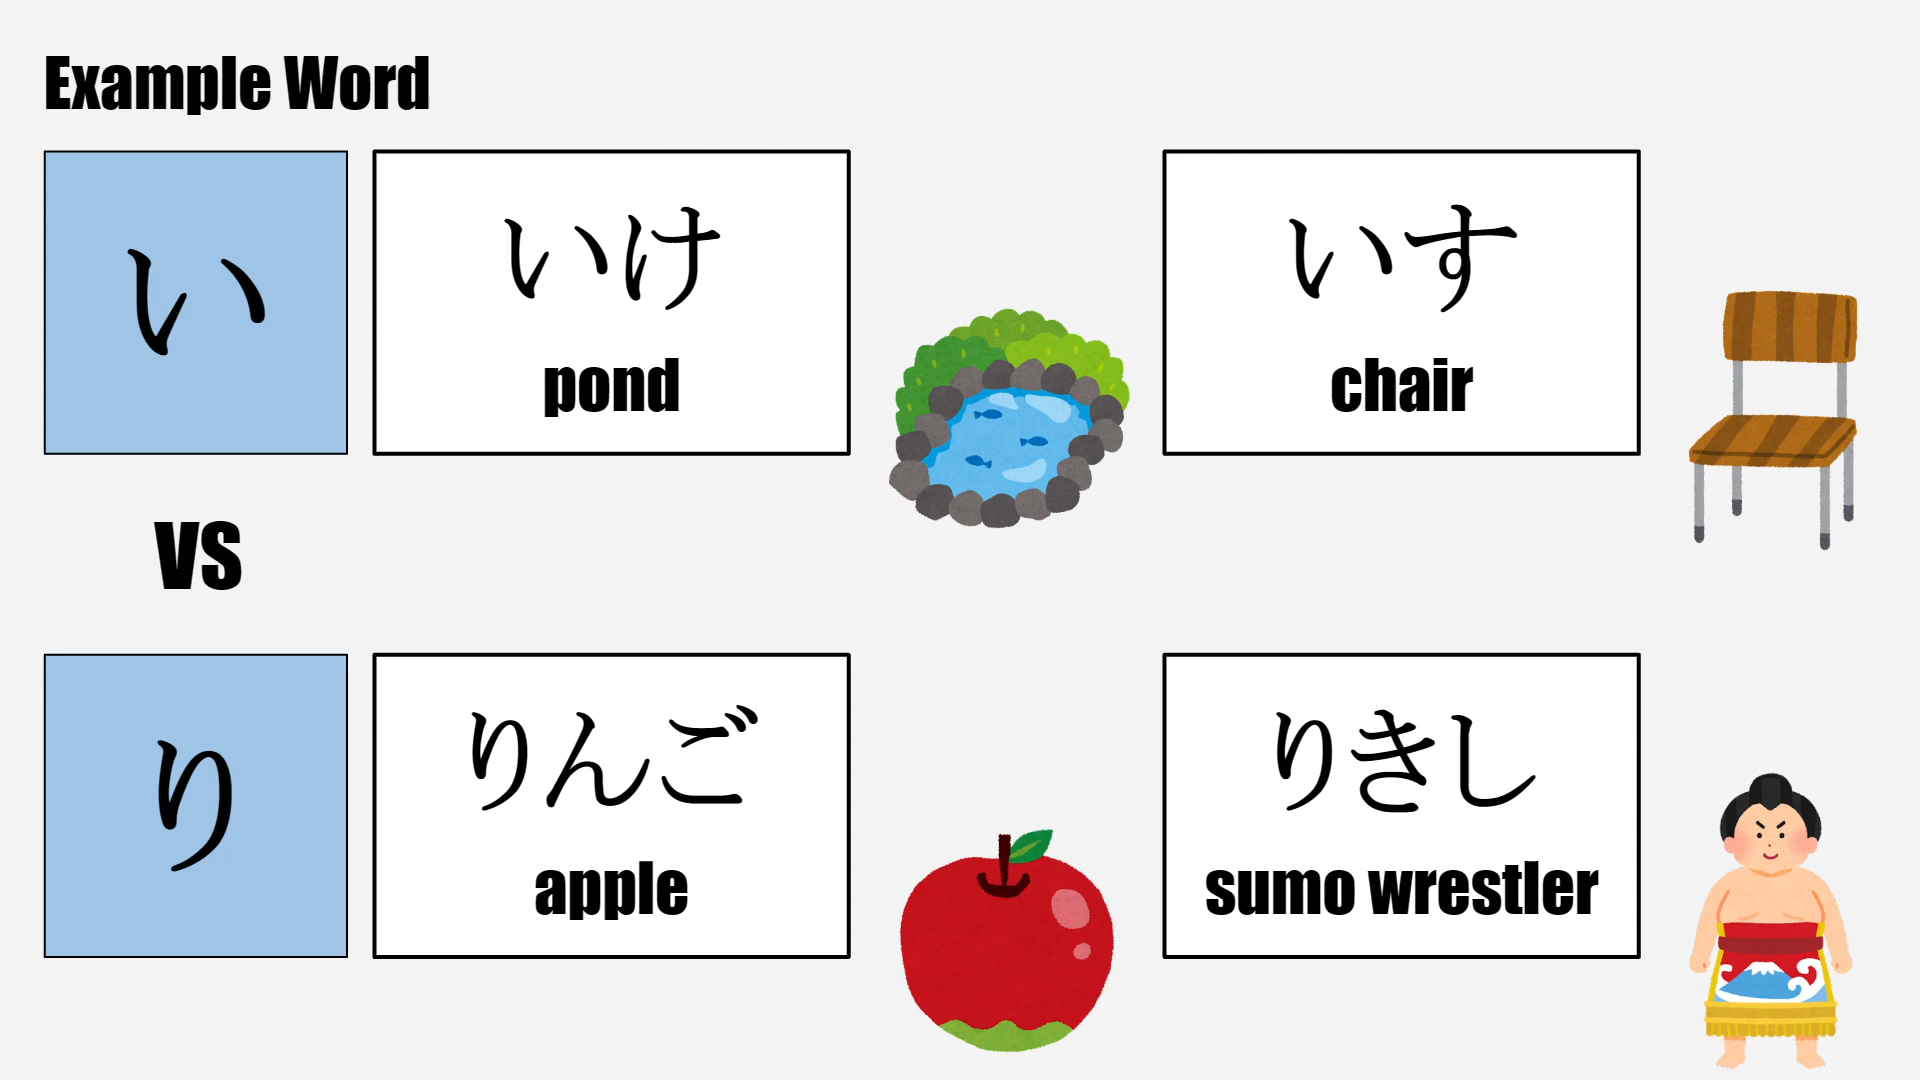 Example Word
い
いけ
pond
いす
chair
VS
り
りんご
apple
りきし
sumo wrestler